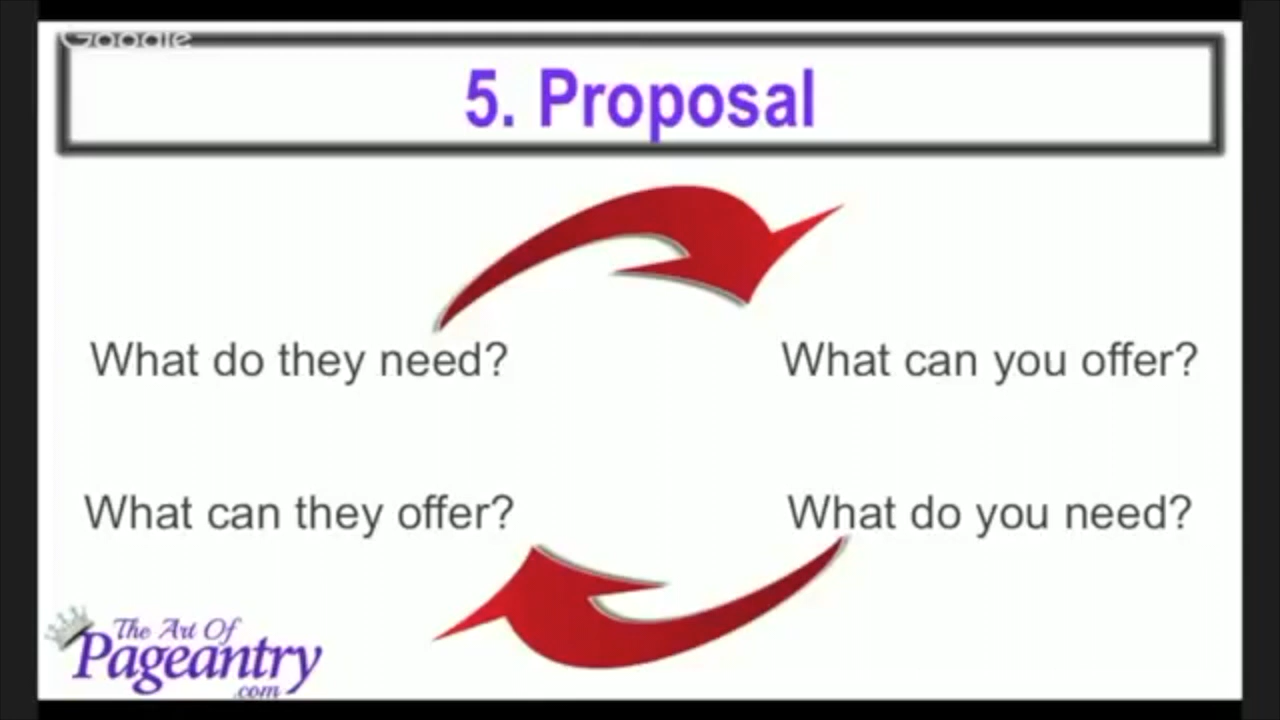 Google
5. Proposal
What do they need?
What can you offer?
What can they offer?
What do you need?
The Art Of
Pageantry
.com